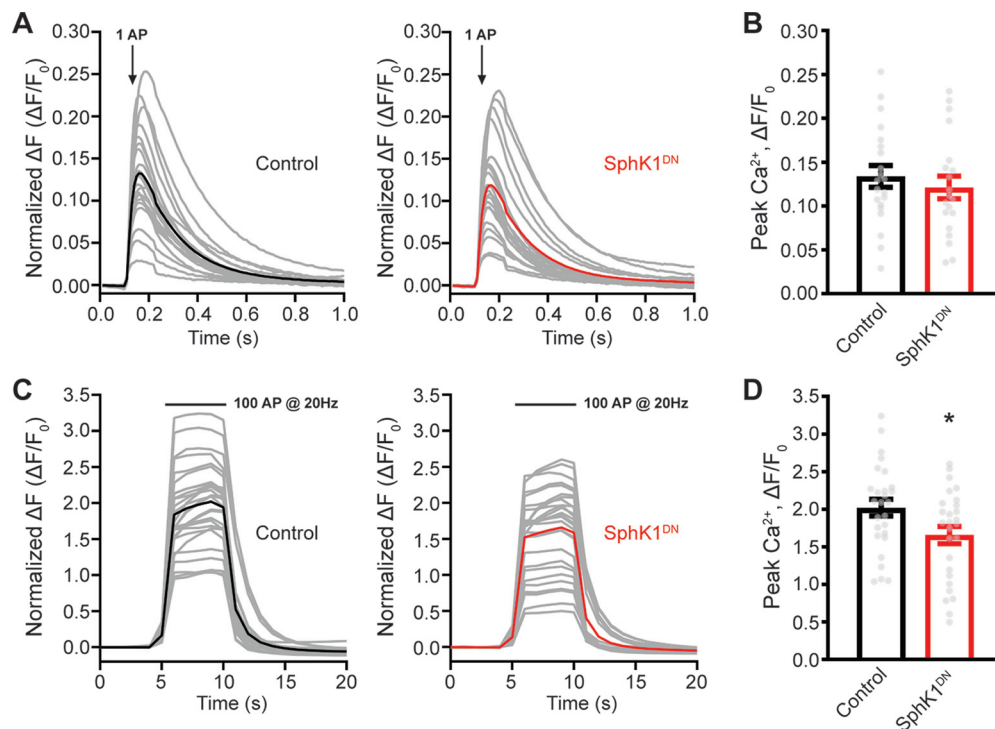 A
Normalized ΔF (ΔF/F₀)
0.30
0.25
0.20
0.15
0.10
0.05
0.00
1 AP
Control
0.0 0.2 0.4 0.6 0.8 1.0
Time (s)
Normalized ΔF (ΔF/F₀)
0.30
0.25
0.20
0.15
0.10
0.05
0.00
1 AP
SphK1ᴰᴺ
0.0 0.2 0.4 0.6 0.8 1.0
Time (s)
B
Peak Ca²⁺, ΔF/F₀
0.30
0.25
0.20
0.15
0.10
0.05
0.00
Control
SphK1ᴰᴺ
C
Normalized ΔF (ΔF/F₀)
3.5
3.0
2.5
2.0
1.5
1.0
0.5
0.0
100 AP @ 20Hz
Control
0 5 10 15 20
Time (s)
Normalized ΔF (ΔF/F₀)
3.5
3.0
2.5
2.0
1.5
1.0
0.5
0.0
100 AP @ 20Hz
SphK1ᴰᴺ
0 5 10 15 20
Time (s)
D
Peak Ca²⁺, ΔF/F₀
3.5
3.0
2.5
2.0
1.5
1.0
0.5
0.0
*
Control
SphK1ᴰᴺ